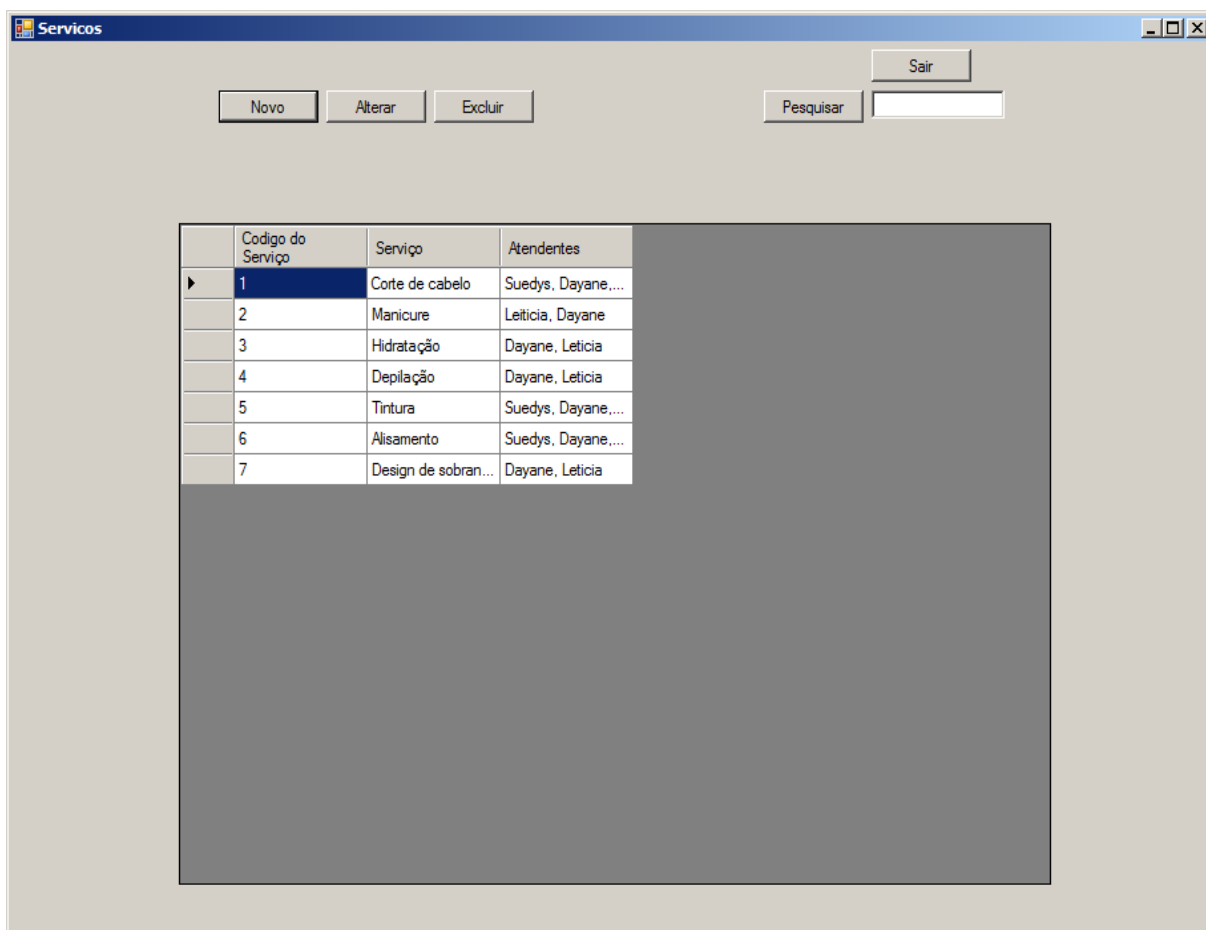 Servicos
Sair
Novo Alterar Excluir Pesquisar
Codigo do Serviço Serviço Atendentes
1 Corte de cabelo Suedys, Dayane,...
2 Manicure Leiticia, Dayane
3 Hidratação Dayane, Leticia
4 Depilação Dayane, Leticia
5 Tintura Suedys, Dayane,...
6 Alisamento Suedys, Dayane,...
7 Design de sobran... Dayane, Leticia